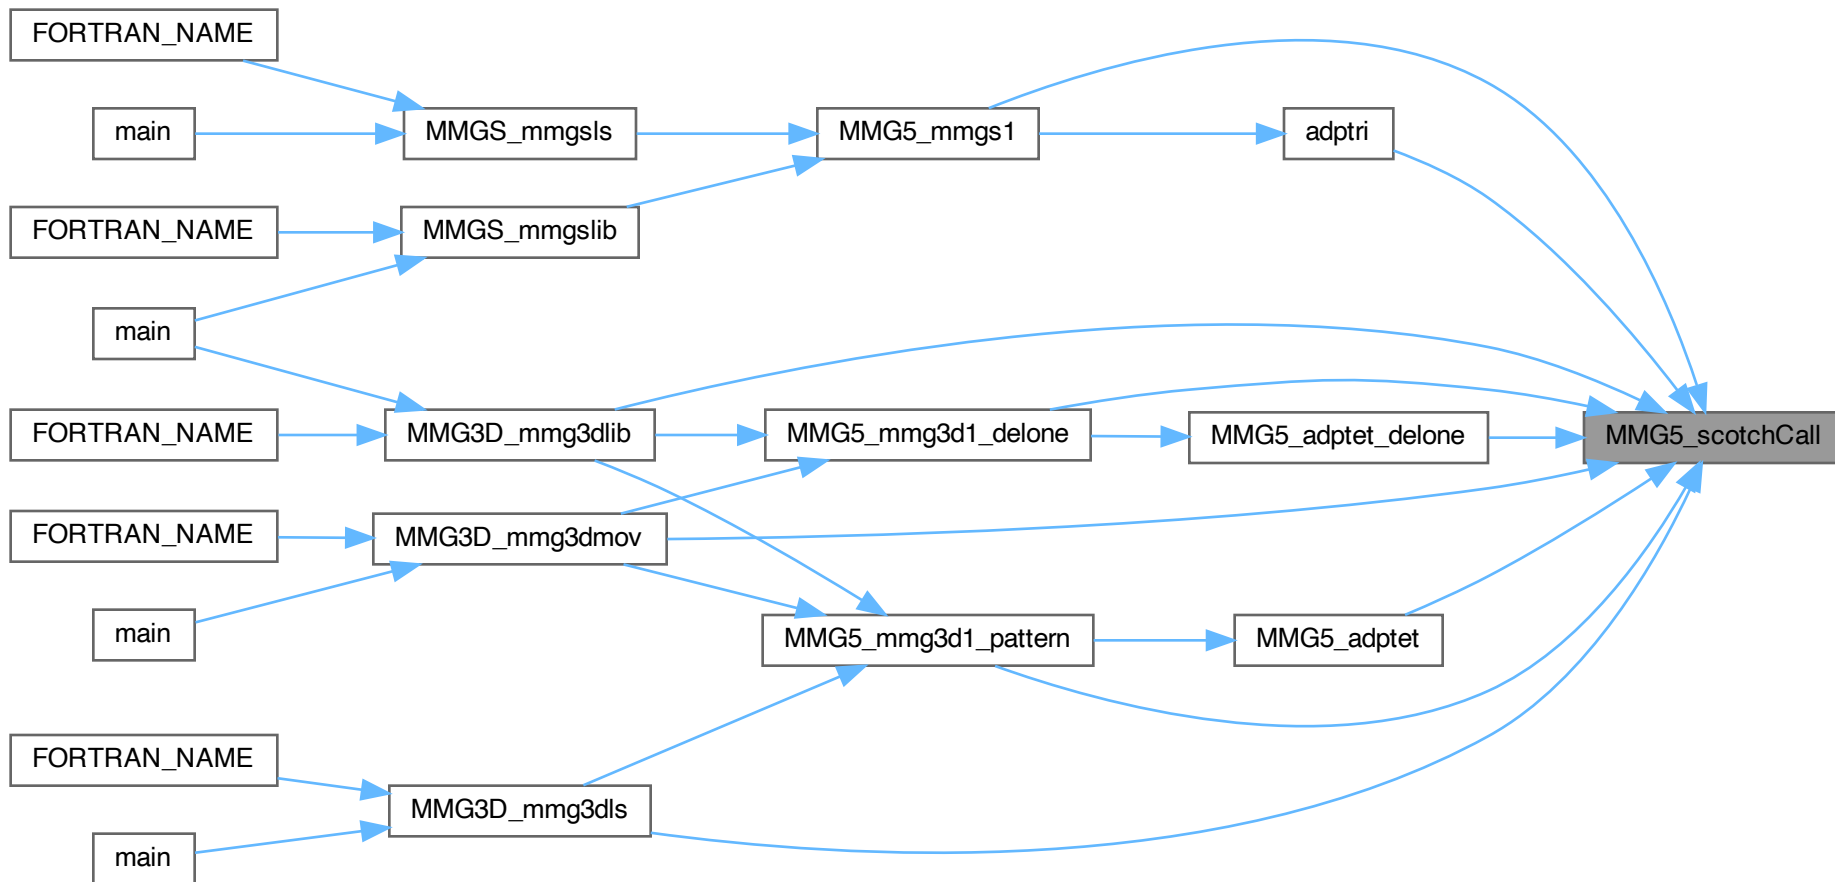 FORTRAN_NAME
main
MMGS_mmgsls
MMG5_mmgs1
adptri
FORTRAN_NAME
MMGS_mmgslib
main
FORTRAN_NAME
MMG3D_mmg3dlib
MMG5_mmg3d1_delone
MMG5_adptet_delone
MMG5_scotchCall
FORTRAN_NAME
MMG3D_mmg3dmov
main
MMG5_mmg3d1_pattern
MMG5_adptet
FORTRAN_NAME
MMG3D_mmg3dls
main